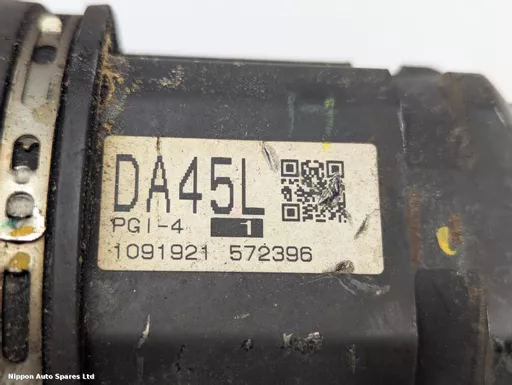 DA45L
PGI-4 1
1091921 572396
Nippon Auto Spares Ltd